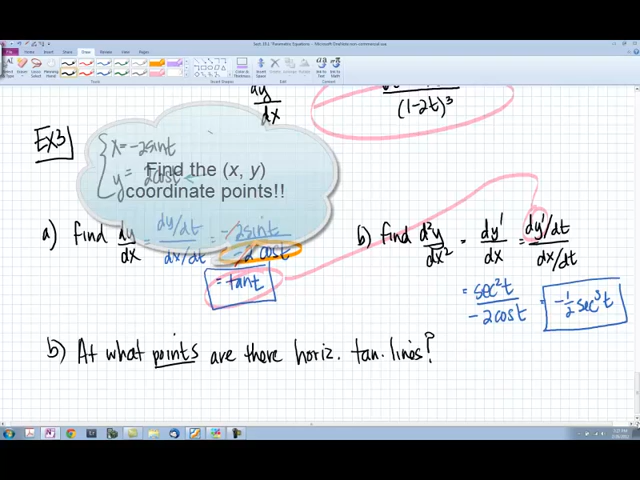 dy
dx
(1-2t)³
Ex3
x=-2sint
y= 2cost
Find the (x, y)
coordinate points!!
a) Find dy/dx = dy/dt / dx/dt = -2sint / -2cost
= tant
b) Find d²y/dx² = dy'/dx = dy'/dt / dx/dt
= sec²t / -2cost = -1/2 sec³t
b) At what points are there horiz. tan. lines?